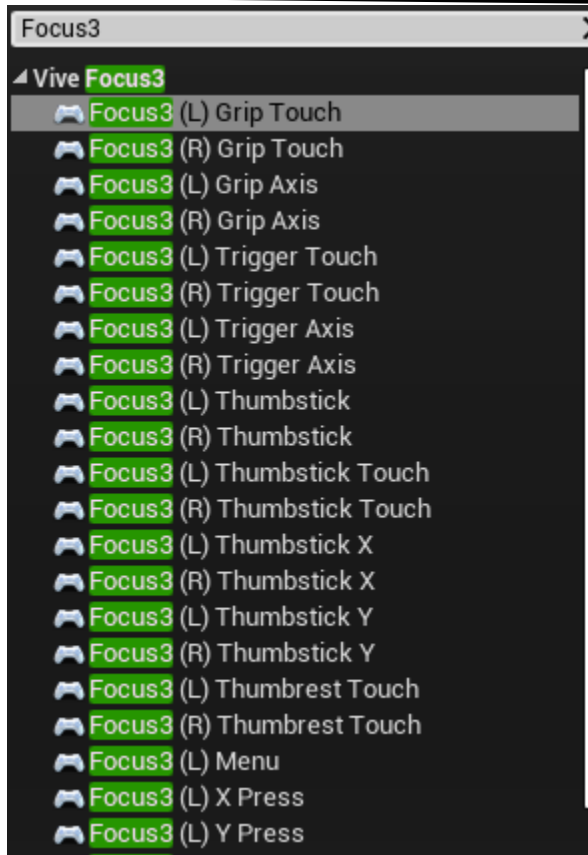 Focus3
Vive Focus3
Focus3 (L) Grip Touch
Focus3 (R) Grip Touch
Focus3 (L) Grip Axis
Focus3 (R) Grip Axis
Focus3 (L) Trigger Touch
Focus3 (R) Trigger Touch
Focus3 (L) Trigger Axis
Focus3 (R) Trigger Axis
Focus3 (L) Thumbstick
Focus3 (R) Thumbstick
Focus3 (L) Thumbstick Touch
Focus3 (R) Thumbstick Touch
Focus3 (L) Thumbstick X
Focus3 (R) Thumbstick X
Focus3 (L) Thumbstick Y
Focus3 (R) Thumbstick Y
Focus3 (L) Thumbrest Touch
Focus3 (R) Thumbrest Touch
Focus3 (L) Menu
Focus3 (L) X Press
Focus3 (L) Y Press